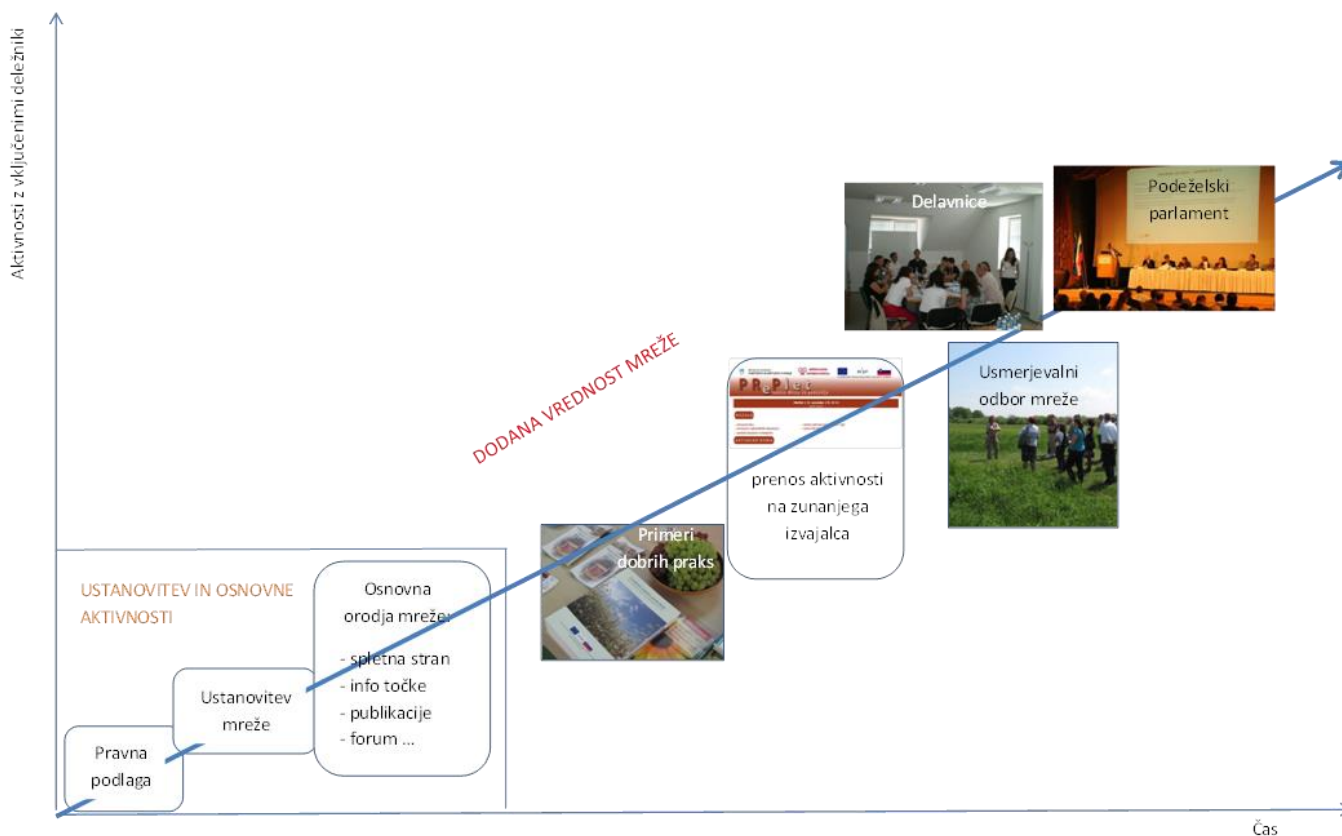 Aktivnosti z vključenimi deležniki
Delavnice
Podeželski
parlament
DODANA VREDNOST MREŽE
PRePlet
Usmerjevalni
odbor mreže
prenos aktivnosti
na zunanjega
izvajalca
Primeri
dobrih praks
USTANOVITEV IN OSNOVNE
AKTIVNOSTI
Osnovna
orodja mreže:
- spletna stran
- info točke
- publikacije
- forum ...
Ustanovitev
mreže
Pravna
podlaga
Čas